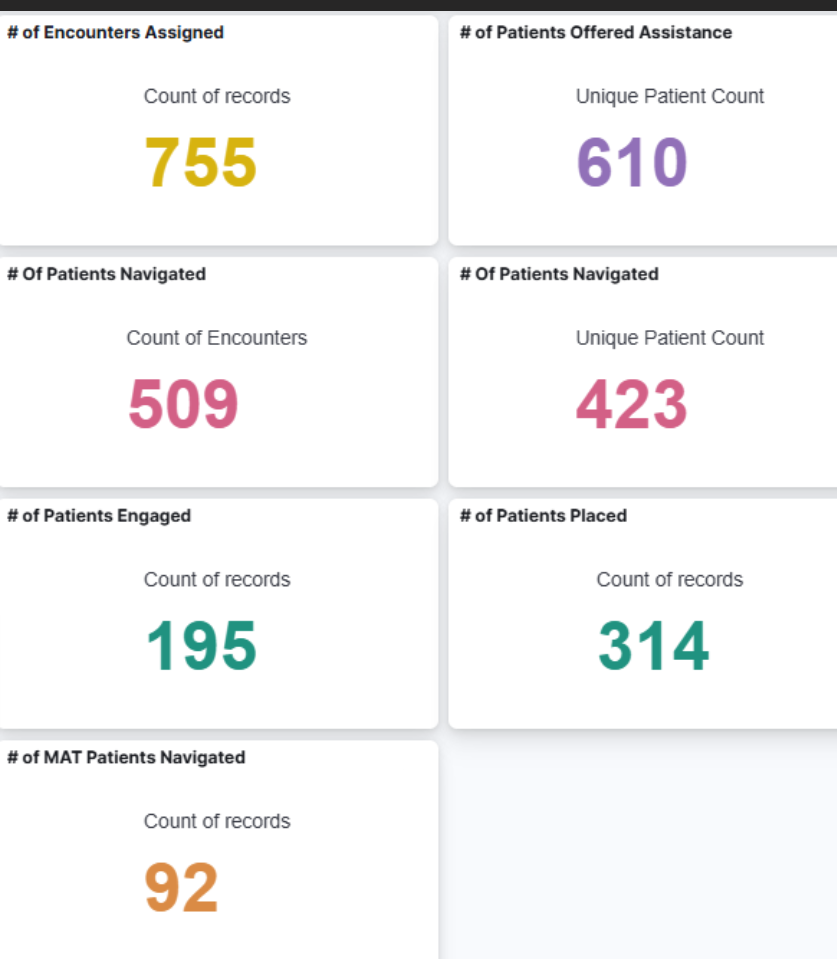 # of Encounters Assigned
Count of records
755
# of Patients Offered Assistance
Unique Patient Count
610
# Of Patients Navigated
Count of Encounters
509
# Of Patients Navigated
Unique Patient Count
423
# of Patients Engaged
Count of records
195
# of Patients Placed
Count of records
314
# of MAT Patients Navigated
Count of records
92